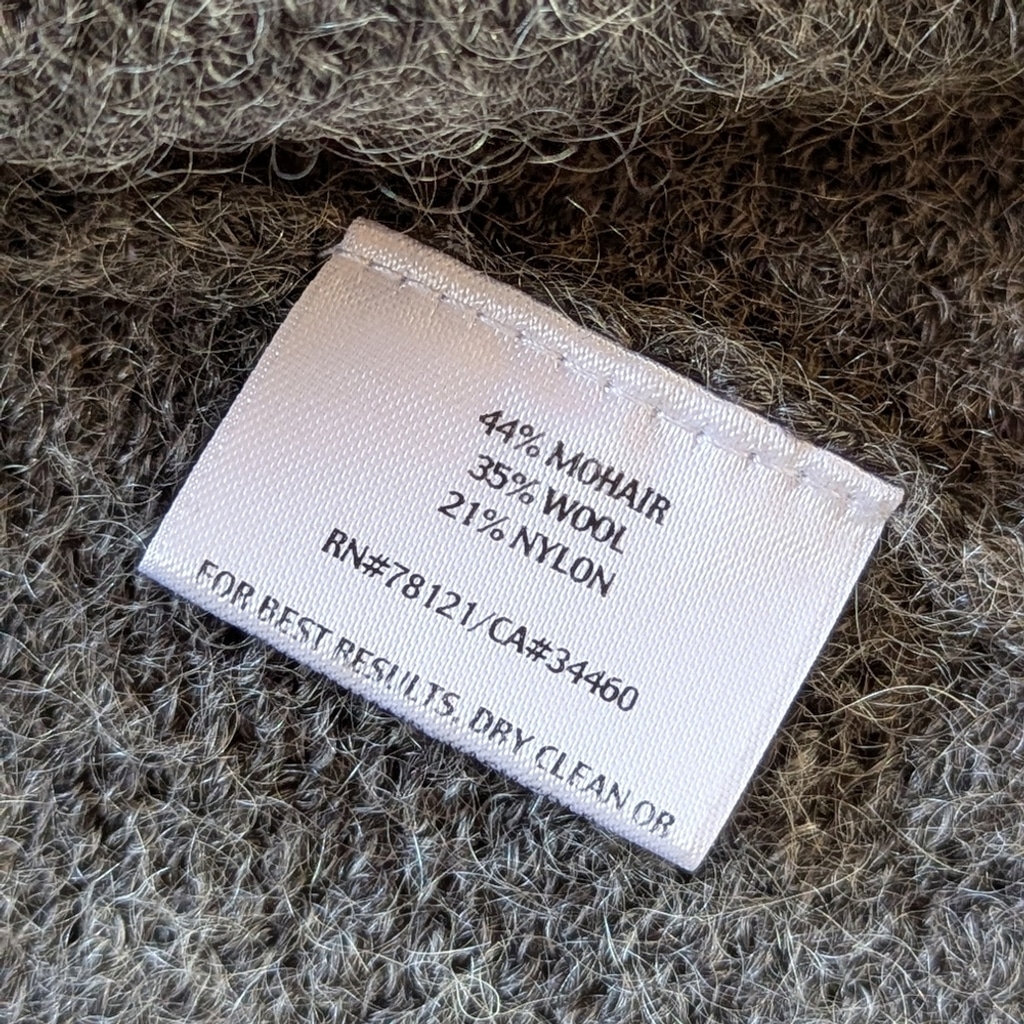 44% MOHAIR
35% WOOL
21% NYLON
RN#78121/CA#34460
FOR BEST RESULTS, DRY CLEAN OR